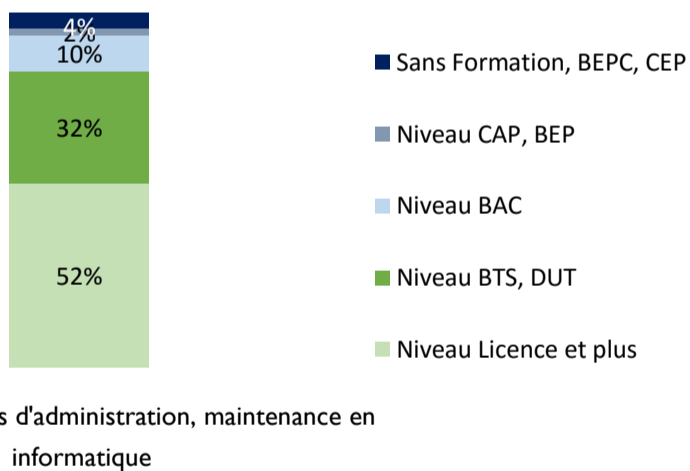 4%
2%
10%
32%
52%
Sans Formation, BEPC, CEP
Niveau CAP, BEP
Niveau BAC
Niveau BTS, DUT
Niveau Licence et plus
d'administration, maintenance en
informatique